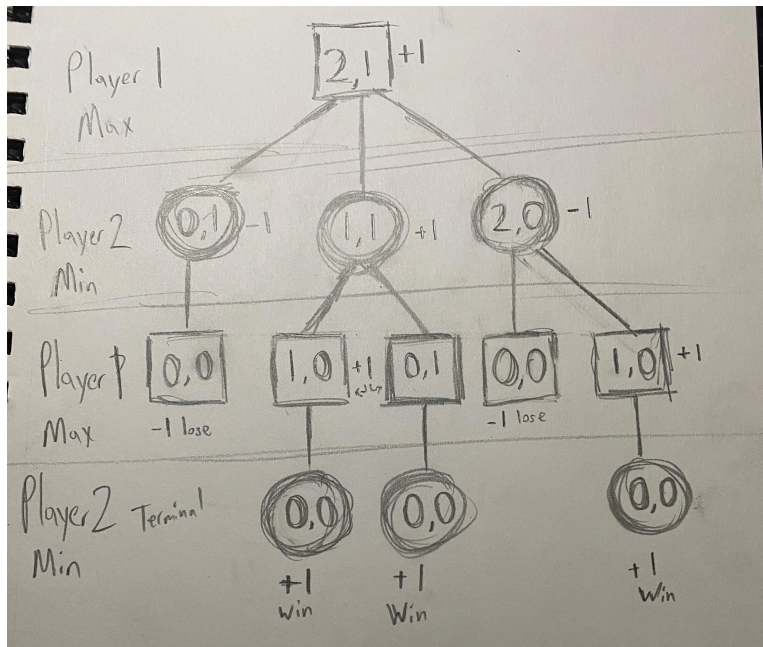 Player 1
Max
2,1 +1
Player 2
Min
0,1 -1
1,1 +1
2,0 -1
Player 1
Max
0,0
-1 lose
1,0 +1
0,1
0,0
-1 lose
1,0 +1
Player 2 Terminal
Min
0,0
+1
win
0,0
+1
Win
0,0
+1
Win